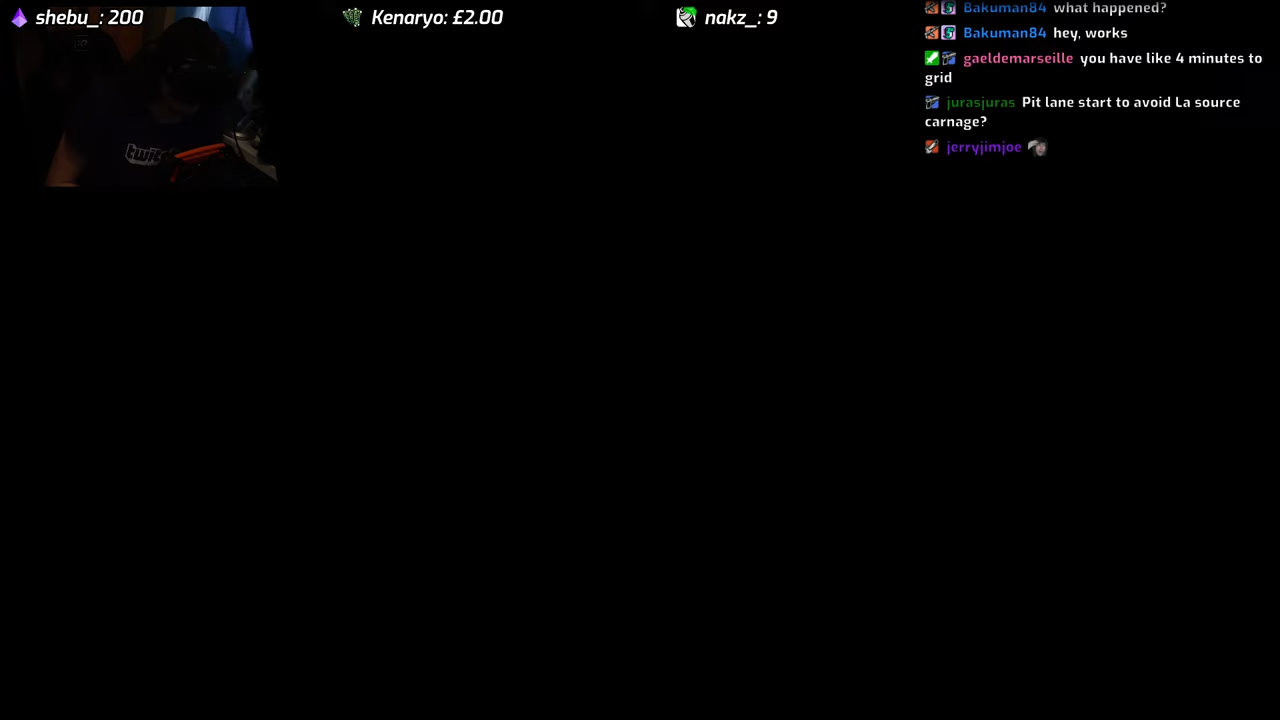 shebu_: 200
Kenaryo: £2.00
nakz_: 9
Bakuman84 what happened?
Bakuman84 hey, works
gaeldemarseille you have like 4 minutes to
grid
jurasjuras Pit lane start to avoid La source
carnage?
jerryjimjoe